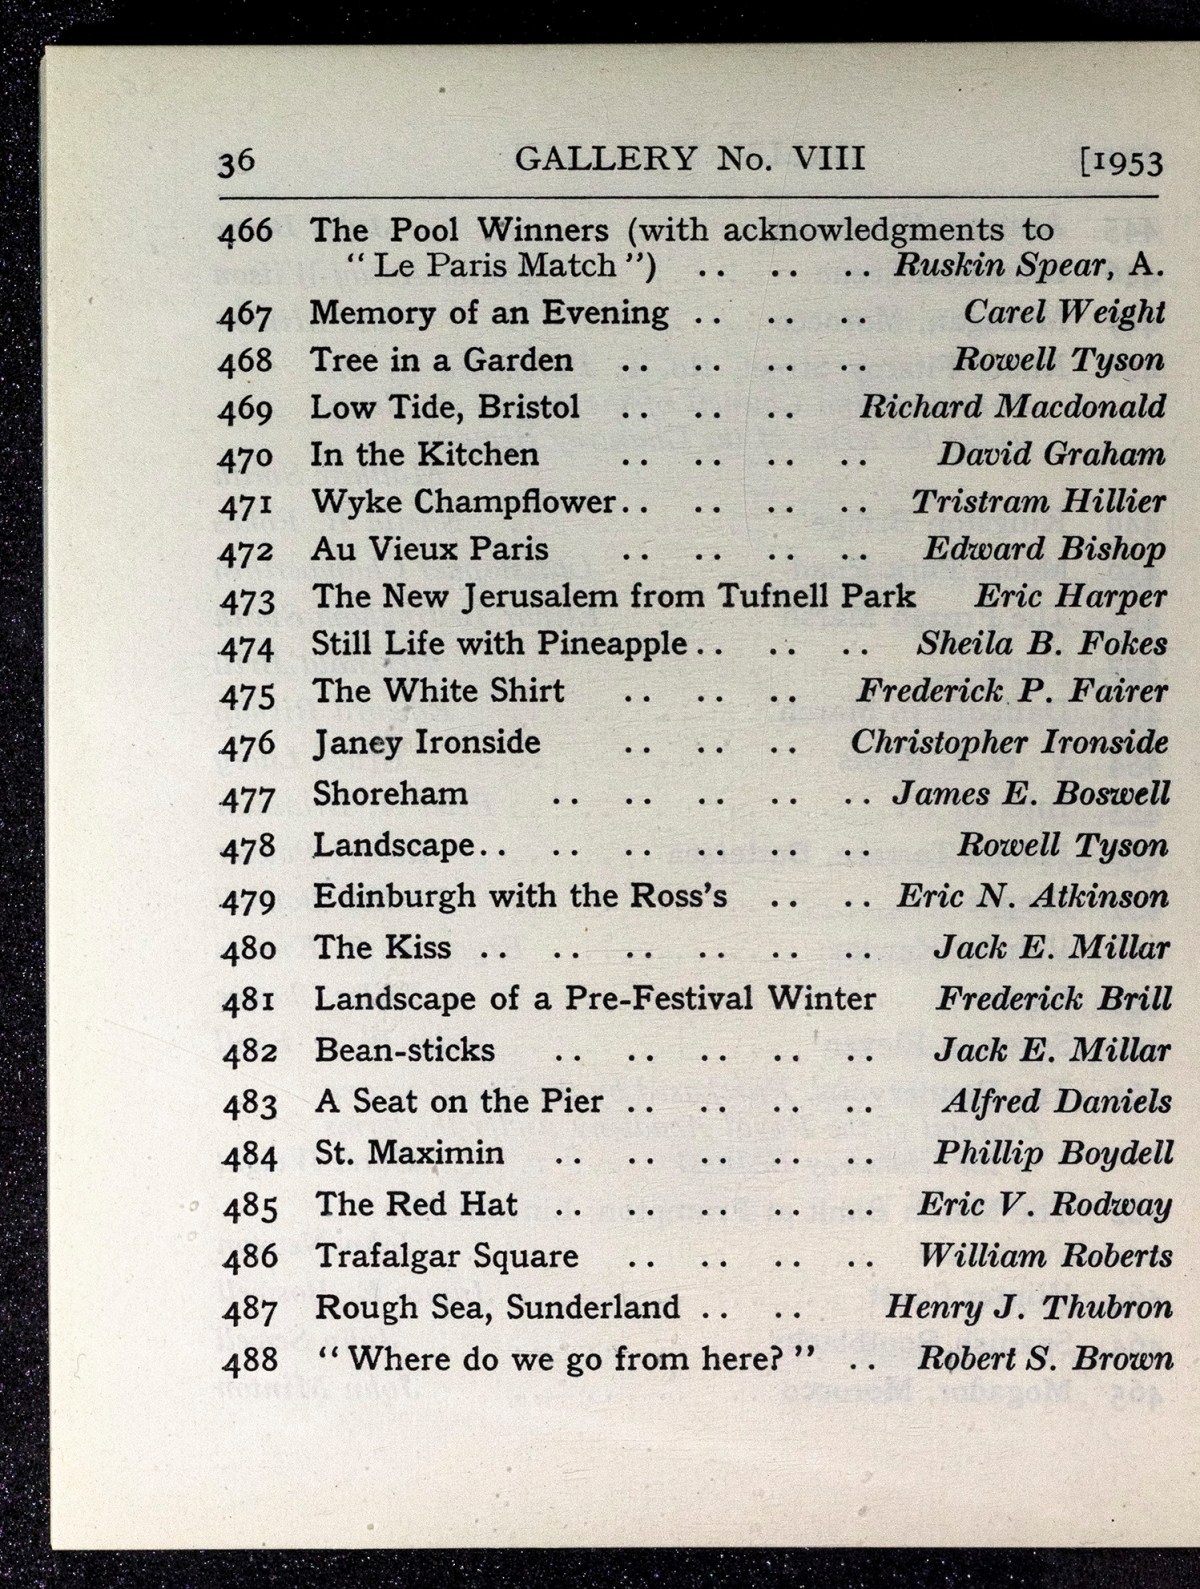 36 GALLERY No. VIII [1953
466 The Pool Winners (with acknowledgments to
“Le Paris Match”) .. .. .. Ruskin Spear, A.
467 Memory of an Evening .. .. .. Carel Weight
468 Tree in a Garden .. .. .. .. Rowell Tyson
469 Low Tide, Bristol .. .. .. Richard Macdonald
470 In the Kitchen .. .. .. .. David Graham
471 Wyke Champflower.. .. .. .. Tristram Hillier
472 Au Vieux Paris .. .. .. .. Edward Bishop
473 The New Jerusalem from Tufnell Park Eric Harper
474 Still Life with Pineapple.. .. .. Sheila B. Fokes
475 The White Shirt .. .. .. Frederick P. Fairer
476 Janey Ironside .. .. .. Christopher Ironside
477 Shoreham .. .. .. .. .. James E. Boswell
478 Landscape.. .. .. .. .. .. Rowell Tyson
479 Edinburgh with the Ross’s .. .. Eric N. Atkinson
480 The Kiss .. .. .. .. .. .. Jack E. Millar
481 Landscape of a Pre-Festival Winter Frederick Brill
482 Bean-sticks .. .. .. .. .. Jack E. Millar
483 A Seat on the Pier .. .. .. .. Alfred Daniels
484 St. Maximin .. .. .. .. .. Phillip Boydell
485 The Red Hat .. .. .. .. .. Eric V. Rodway
486 Trafalgar Square .. .. .. .. William Roberts
487 Rough Sea, Sunderland .. .. Henry J. Thubron
488 “Where do we go from here?” .. Robert S. Brown